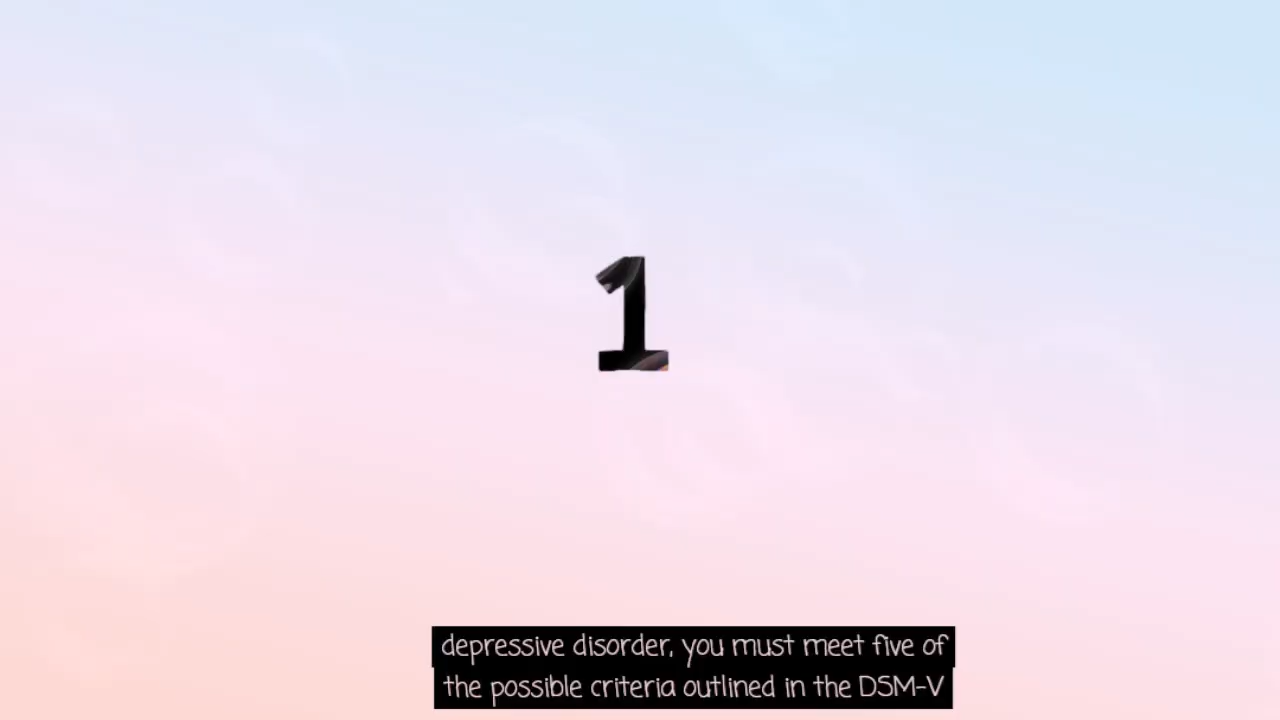 1
depressive disorder, you must meet five of
the possible criteria outlined in the DSM-V